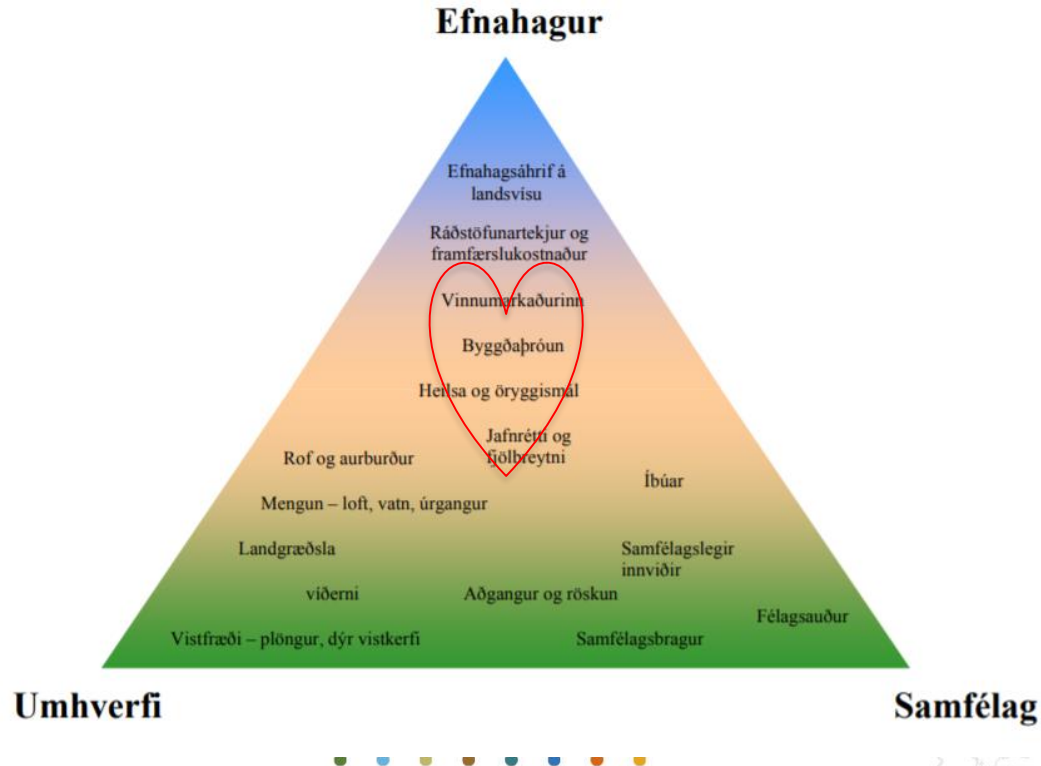 Efnahagur
Efnahagsáhrif á
landsvísu
Ráðstöfunartekjur og
framfærslukostnaður
Vinnumarkaðurinn
Byggðaþróun
Heilsa og öryggismál
Jafnrétti og
fjölbreytni
Rof og aurburður
Íbúar
Mengun – loft, vatn, úrgangur
Landgræðsla
Samfélagslegir
innviðir
víðerni
Aðgangur og röskun
Félagsauður
Vistfræði – plöngur, dýr vistkerfi
Samfélagsbragur
Umhverfi
Samfélag